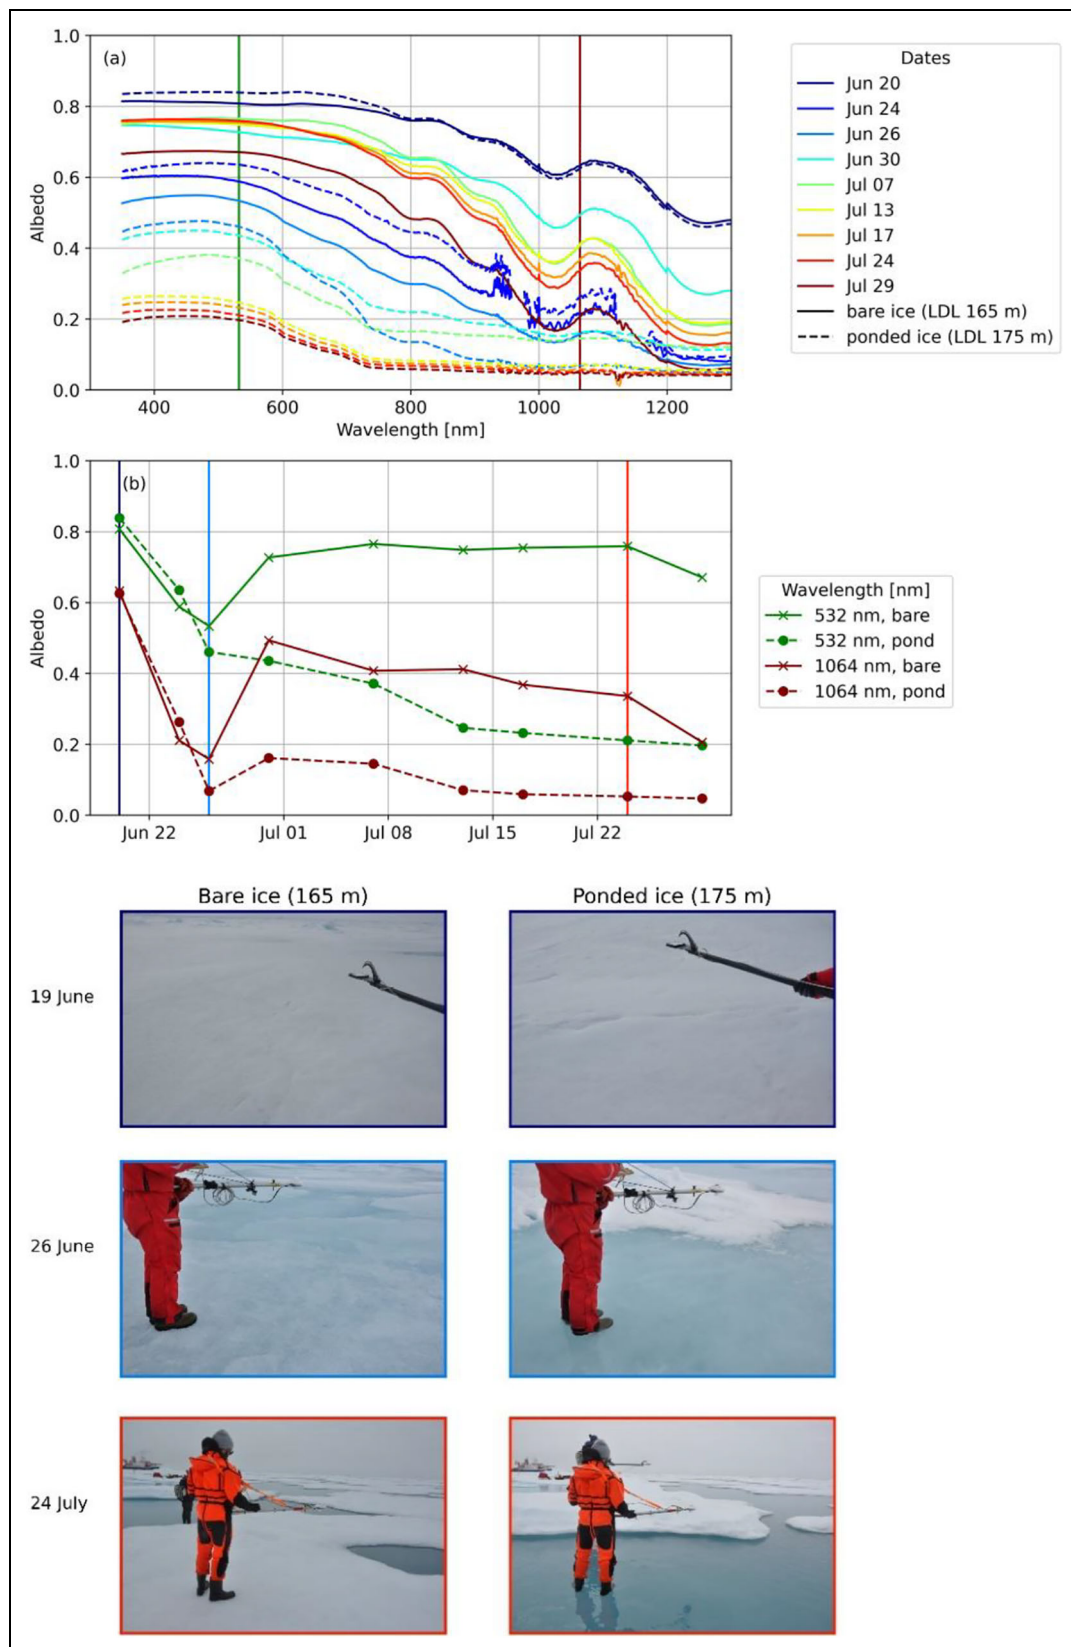 (a)
1.0
0.8
0.6
0.4
0.2
0.0
Albedo
400 600 800 1000 1200
Wavelength [nm]
Dates
Jun 20
Jun 24
Jun 26
Jun 30
Jul 07
Jul 13
Jul 17
Jul 24
Jul 29
bare ice (LDL 165 m)
ponded ice (LDL 175 m)
(b)
1.0
0.8
0.6
0.4
0.2
0.0
Albedo
Jun 22 Jul 01 Jul 08 Jul 15 Jul 22
Wavelength [nm]
532 nm, bare
532 nm, pond
1064 nm, bare
1064 nm, pond
Bare ice (165 m) Ponded ice (175 m)
19 June
26 June
24 July